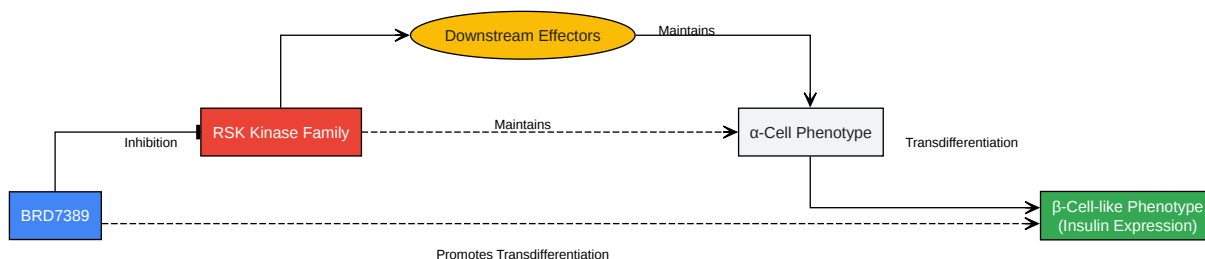 Downstream Effectors
Maintains
RSK Kinase Family
Maintains
α-Cell Phenotype
Inhibition
Transdifferentiation
BRD7389
β-Cell-like Phenotype
(Insulin Expression)
Promotes Transdifferentiation